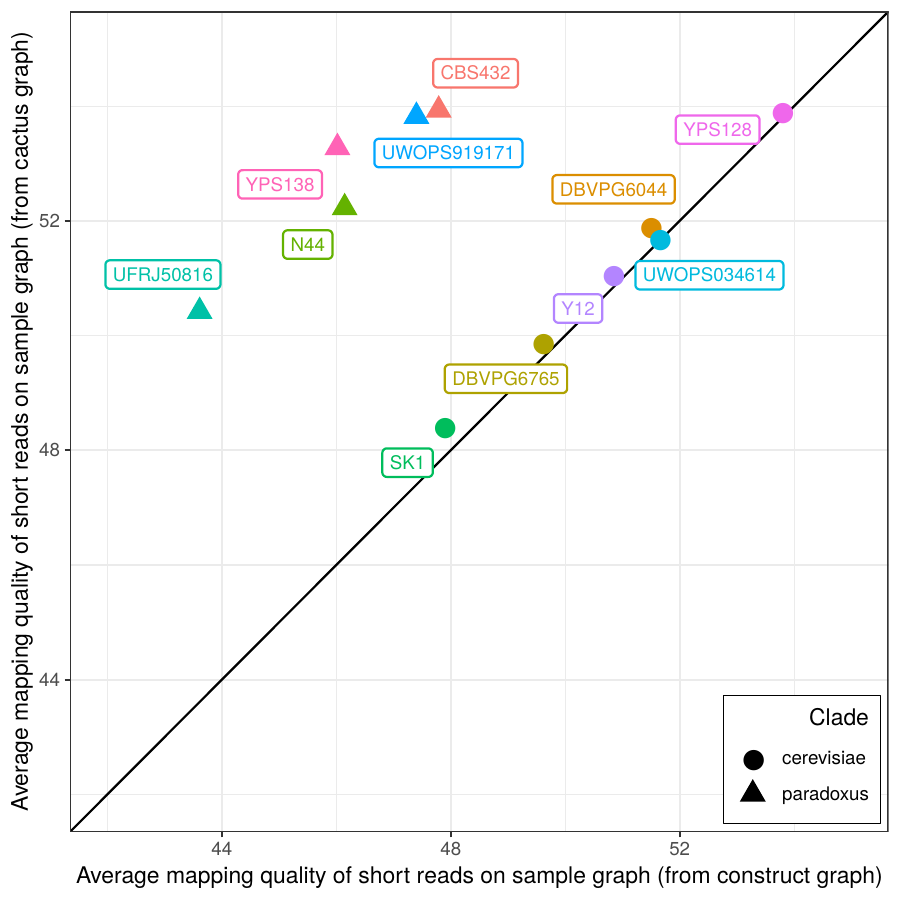 Average mapping quality of short reads on sample graph (from cactus graph)
CBS432
UWOPS919171
YPS128
YPS138
DBVPG6044
52
N44
UFRJ50816
UWOPS034614
Y12
DBVPG6765
48
SK1
44
Clade
cerevisiae
paradoxus
44
48
52
Average mapping quality of short reads on sample graph (from construct graph)